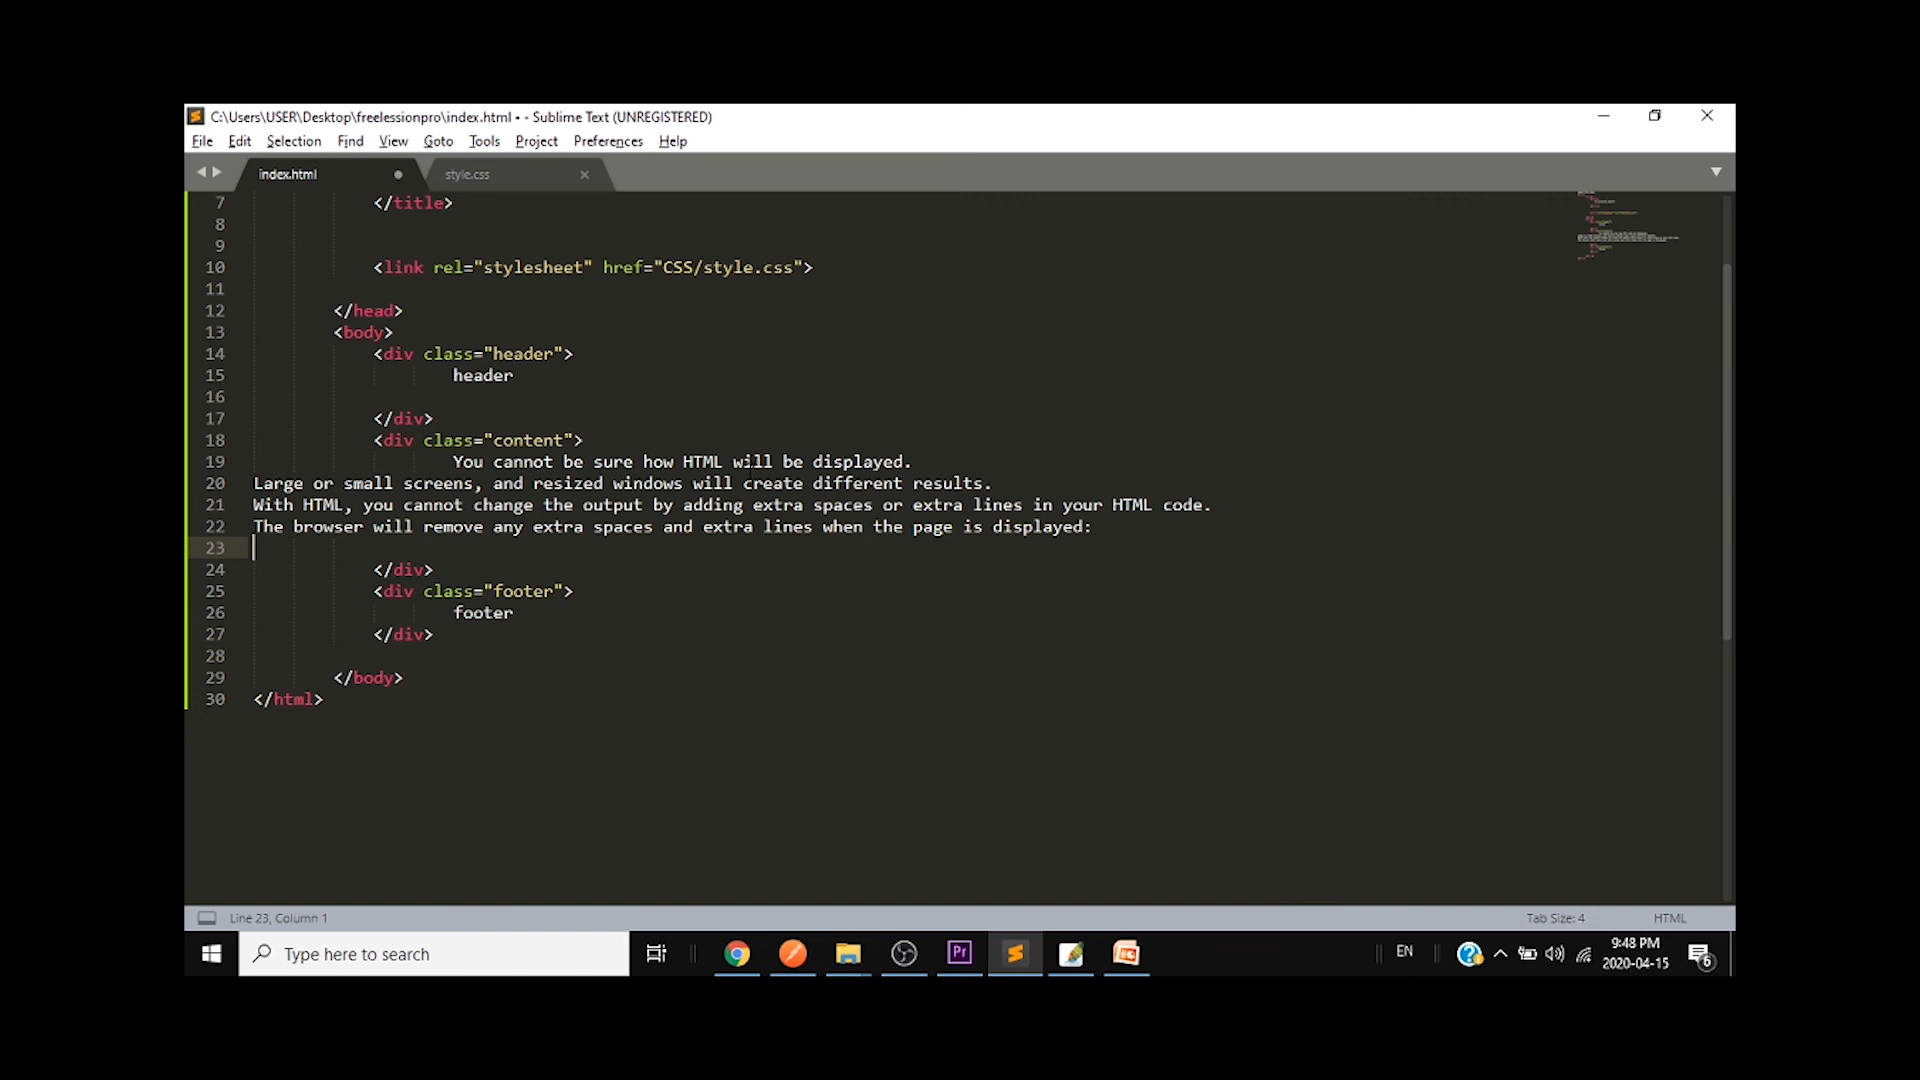 C:\Users\USER\Desktop\freelessionpro\index.html • - Sublime Text (UNREGISTERED)
File Edit Selection Find View Goto Tools Project Preferences Help
index.html style.css
7 </title>
8
9
10 <link rel="stylesheet" href="CSS/style.css">
11
12 </head>
13 <body>
14 <div class="header">
15 header
16
17 </div>
18 <div class="content">
19 You cannot be sure how HTML will be displayed.
20 Large or small screens, and resized windows will create different results.
21 With HTML, you cannot change the output by adding extra spaces or extra lines in your HTML code.
22 The browser will remove any extra spaces and extra lines when the page is displayed:
23
24 </div>
25 <div class="footer">
26 footer
27 </div>
28
29 </body>
30 </html>
Line 23, Column 1 Tab Size: 4 HTML
Type here to search Pr EN 9:48 PM
2020-04-15 6